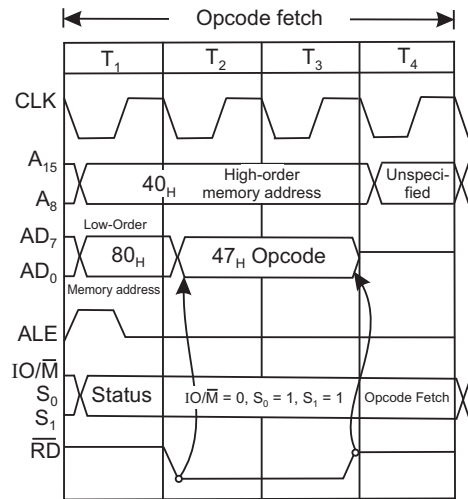 Opcode fetch
T₁ T₂ T₃ T₄
CLK
A₁₅
A₈
40H
High-order
memory address
Unspeci-
fied
AD₇
AD₀
Low-Order
80H
Memory address
47H Opcode
ALE
IO/M̅
S₀
S₁
Status
IO/M̅ = 0, S₀ = 1, S₁ = 1
Opcode Fetch
R̅D̅